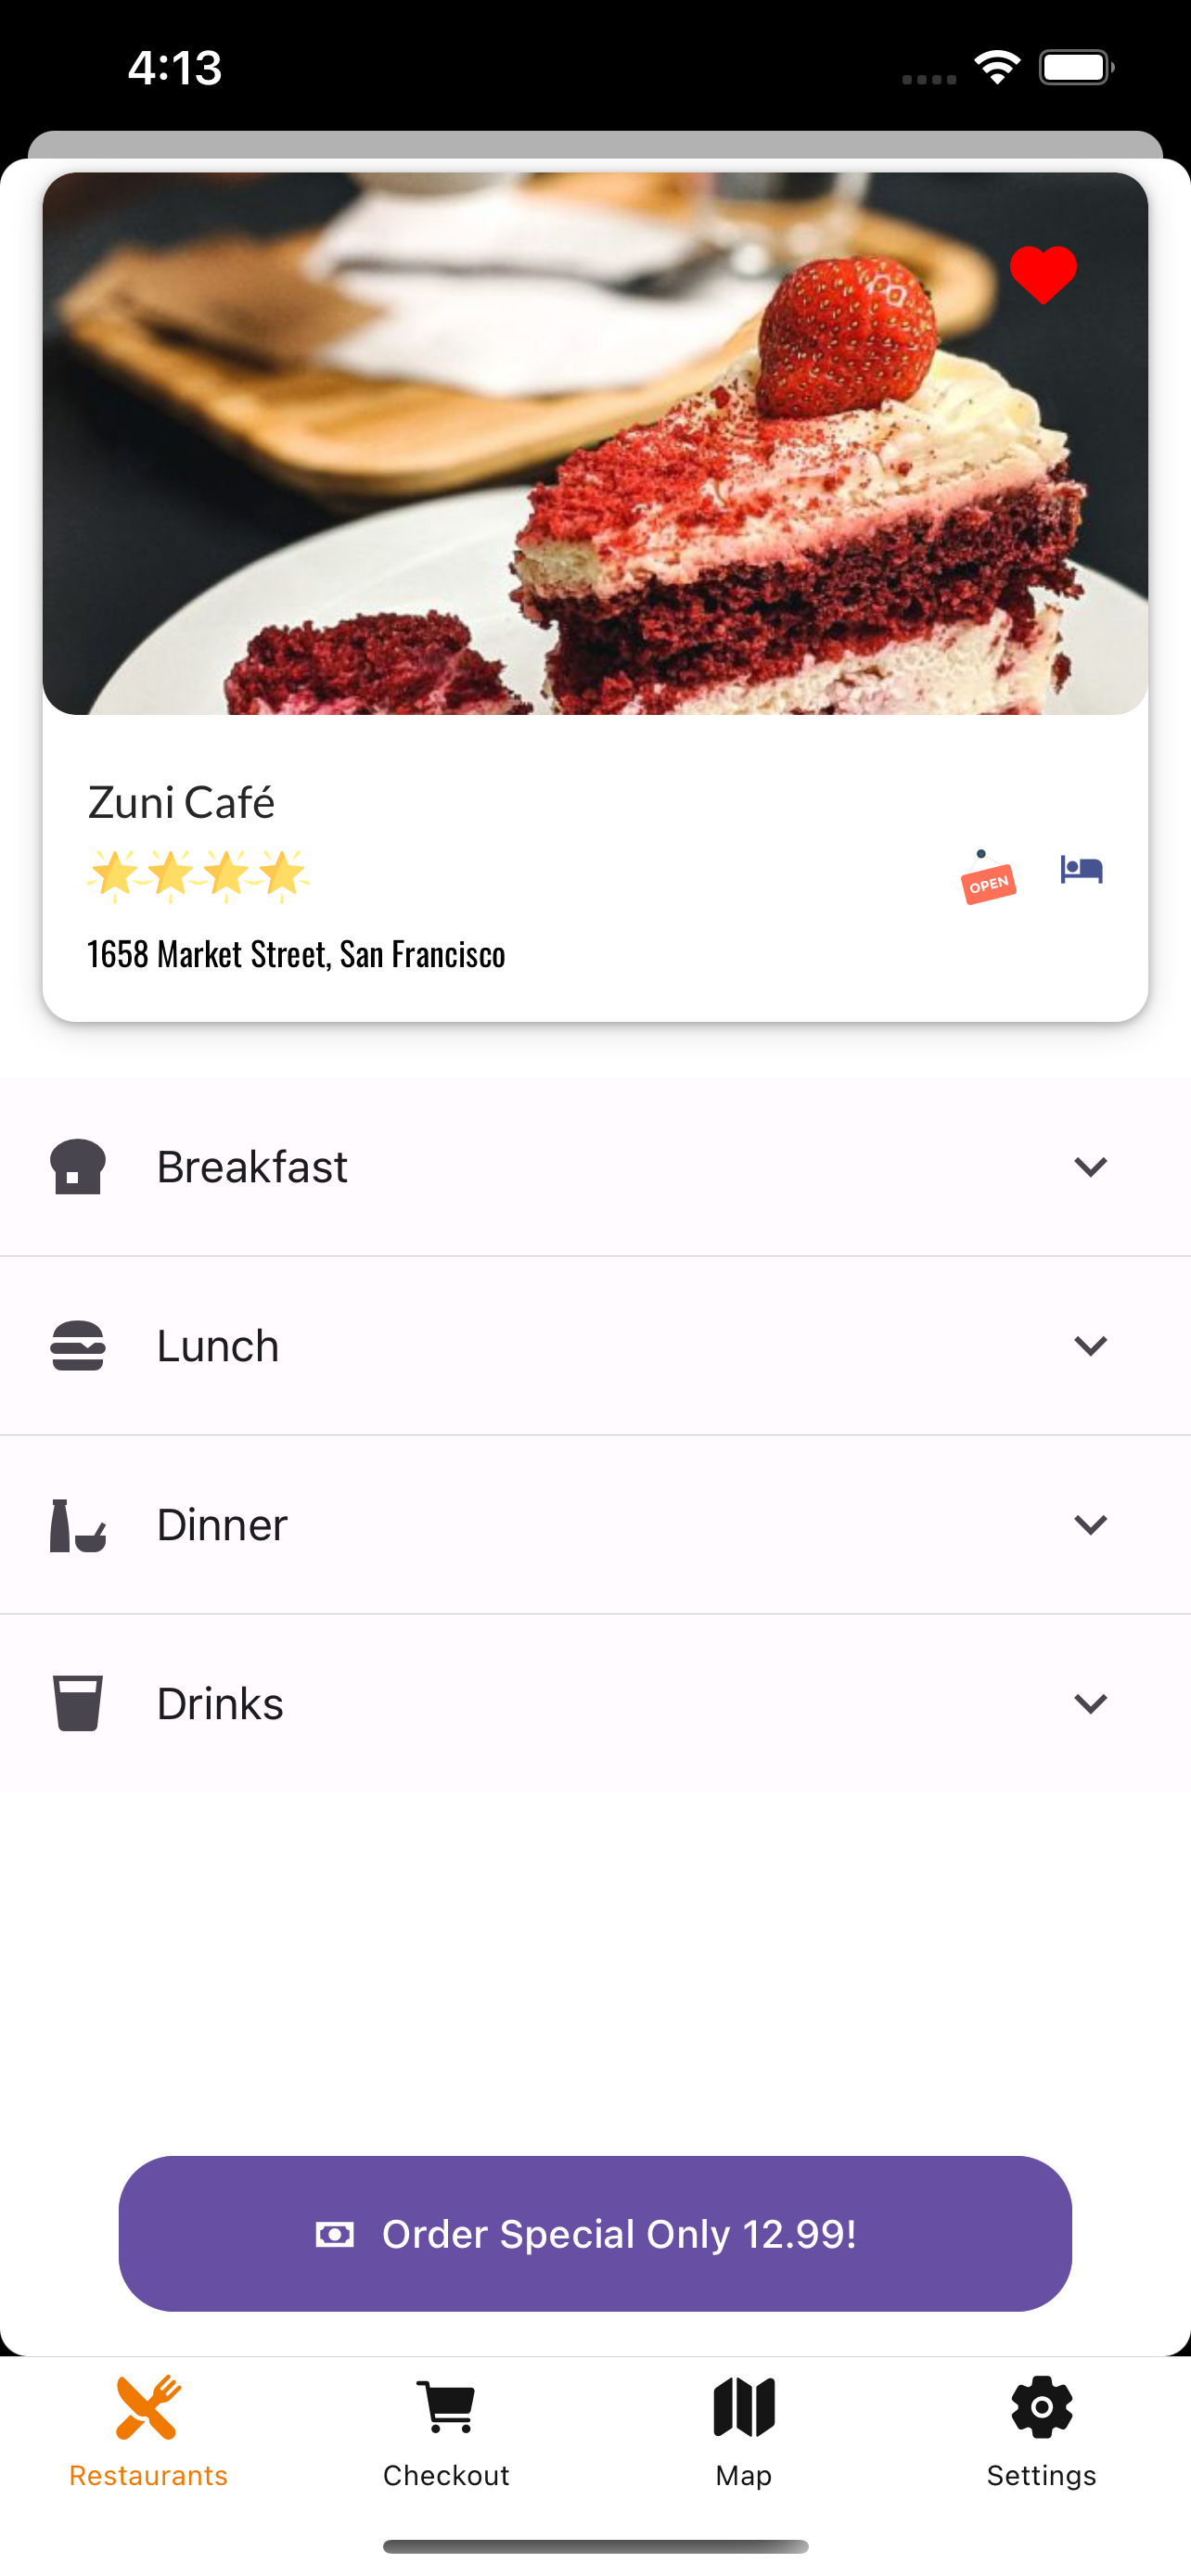 4:13
Zuni Café
OPEN
1658 Market Street, San Francisco
Breakfast
Lunch
Dinner
Drinks
Order Special Only 12.99!
Restaurants
Checkout
Map
Settings